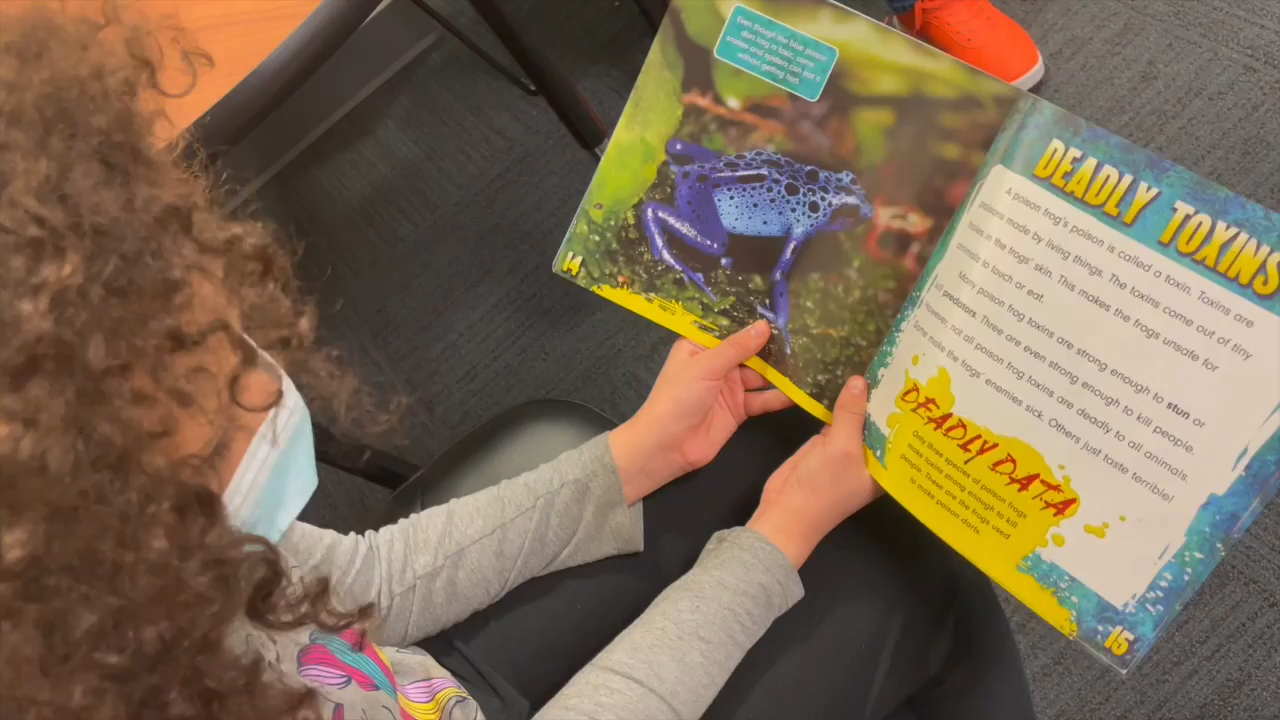 Even though the blue poison
dart frog is toxic, some
snakes and spiders can eat it
without getting hurt.
14
DEADLY TOXINS
A poison frog's poison is called a toxin. Toxins are
poisons made by living things. The toxins come out of tiny
holes in the frogs' skin. This makes the frogs unsafe for
animals to touch or eat.
Many poison frog toxins are strong enough to stun or
kill predators. Three are even strong enough to kill people.
However, not all poison frog toxins are deadly to all animals.
Some make the frogs' enemies sick. Others just taste terrible!
DEADLY DATA
Only three species of poison frogs
make toxins strong enough to kill
people. These are the frogs used
to make poison darts.
15